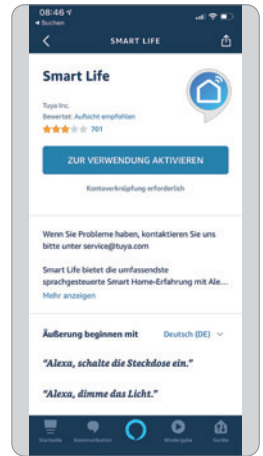 08:46
Suchen
SMART LIFE
Smart Life
Tuya Inc.
Bewertet: Aufsicht empfohlen
701
ZUR VERWENDUNG AKTIVIEREN
Kontoverknüpfung erforderlich
Wenn Sie Probleme haben, kontaktieren Sie uns
bitte unter service@tuya.com
Smart Life bietet die umfassendste
sprachgesteuerte Smart Home-Erfahrung mit Ale...
Mehr anzeigen
Äußerung beginnen mit Deutsch (DE)
"Alexa, schalte die Steckdose ein."
"Alexa, dimme das Licht."
Startseite Kommunikation Wiedergabe Geräte